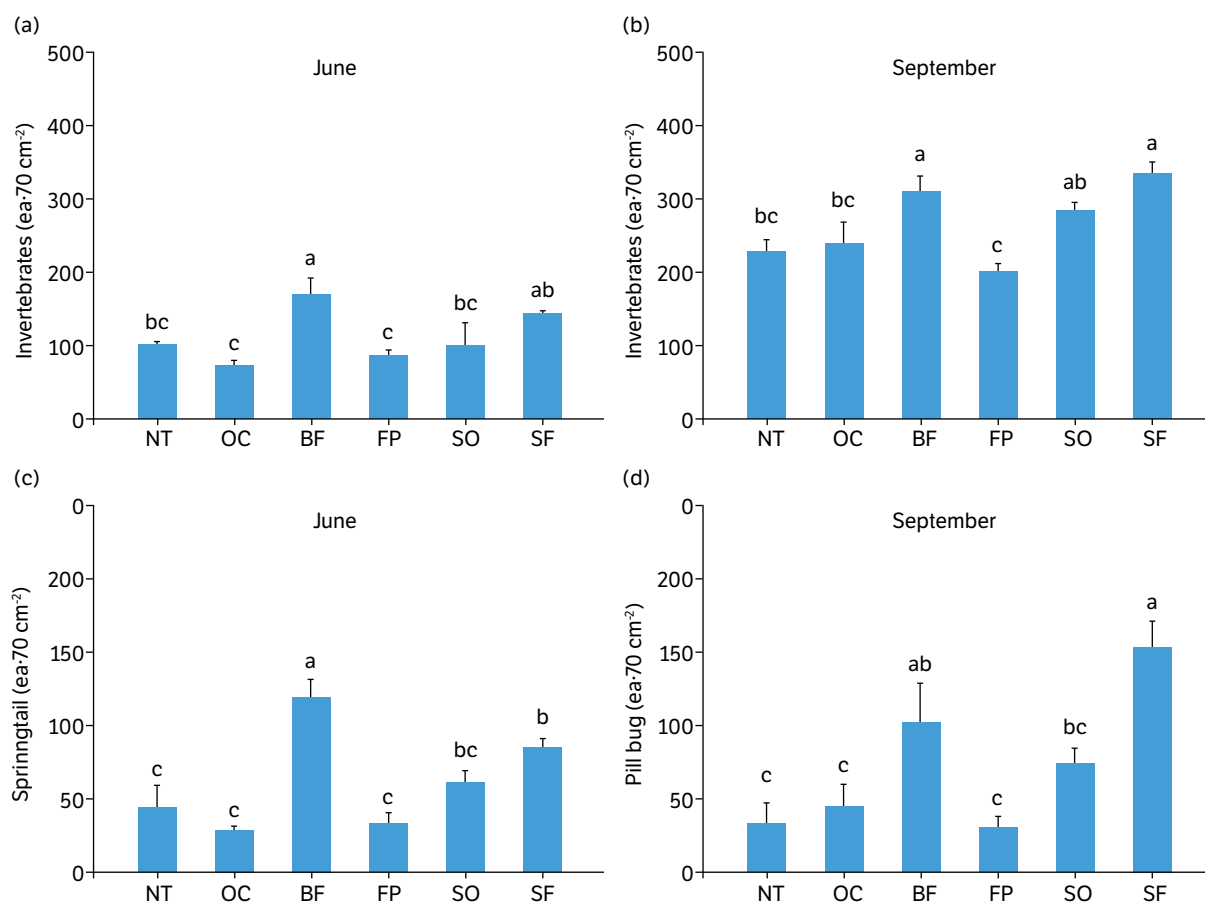 (a)
June
Invertebrates (ea·70 cm⁻²)
500
400
300
200
100
0
bc
c
a
c
bc
ab
NT OC BF FP SO SF
(b)
September
Invertebrates (ea·70 cm⁻²)
500
400
300
200
100
0
bc
bc
a
c
ab
a
NT OC BF FP SO SF
(c)
June
Sprinngtail (ea·70 cm⁻²)
0
200
150
100
50
0
c
c
a
c
bc
b
NT OC BF FP SO SF
(d)
September
Pill bug (ea·70 cm⁻²)
0
200
150
100
50
0
c
c
ab
c
bc
a
NT OC BF FP SO SF